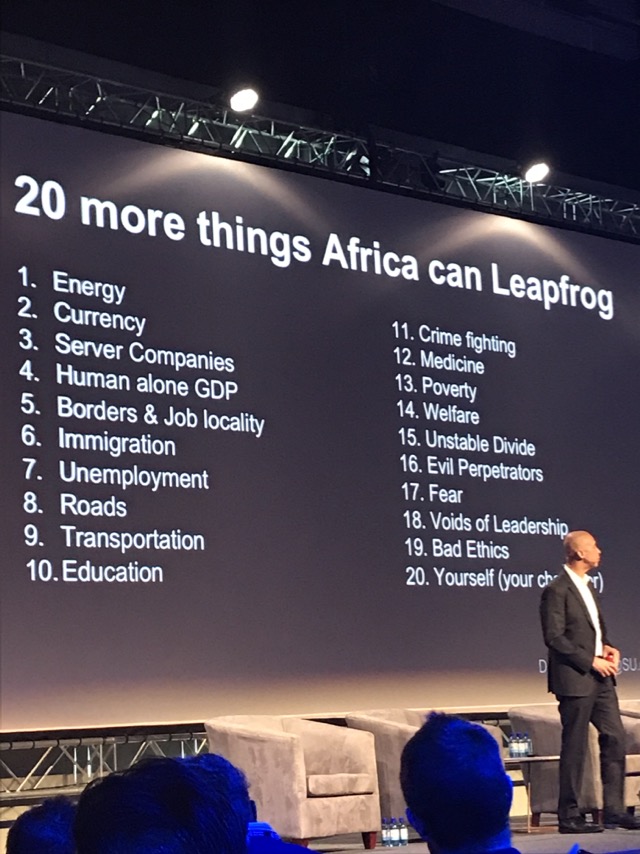 20 more things Africa can Leapfrog
1. Energy
2. Currency
3. Server Companies
4. Human alone GDP
5. Borders & Job locality
6. Immigration
7. Unemployment
8. Roads
9. Transportation
10. Education
11. Crime fighting
12. Medicine
13. Poverty
14. Welfare
15. Unstable Divide
16. Evil Perpetrators
17. Fear
18. Voids of Leadership
19. Bad Ethics
20. Yourself (your